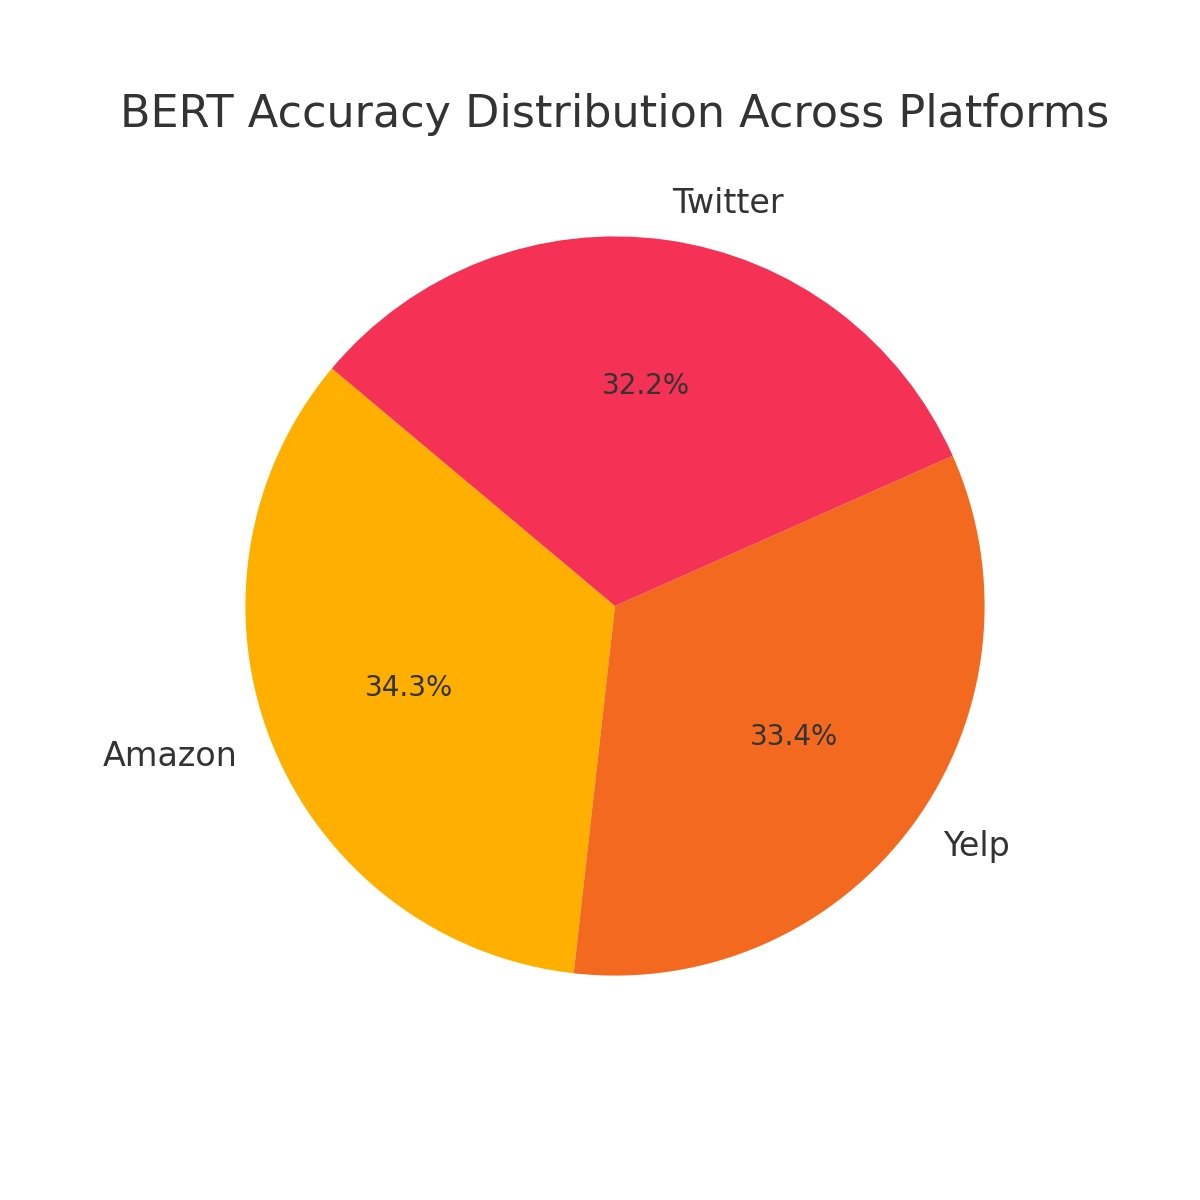 BERT Accuracy Distribution Across Platforms
Twitter
32.2%
34.3%
33.4%
Amazon
Yelp